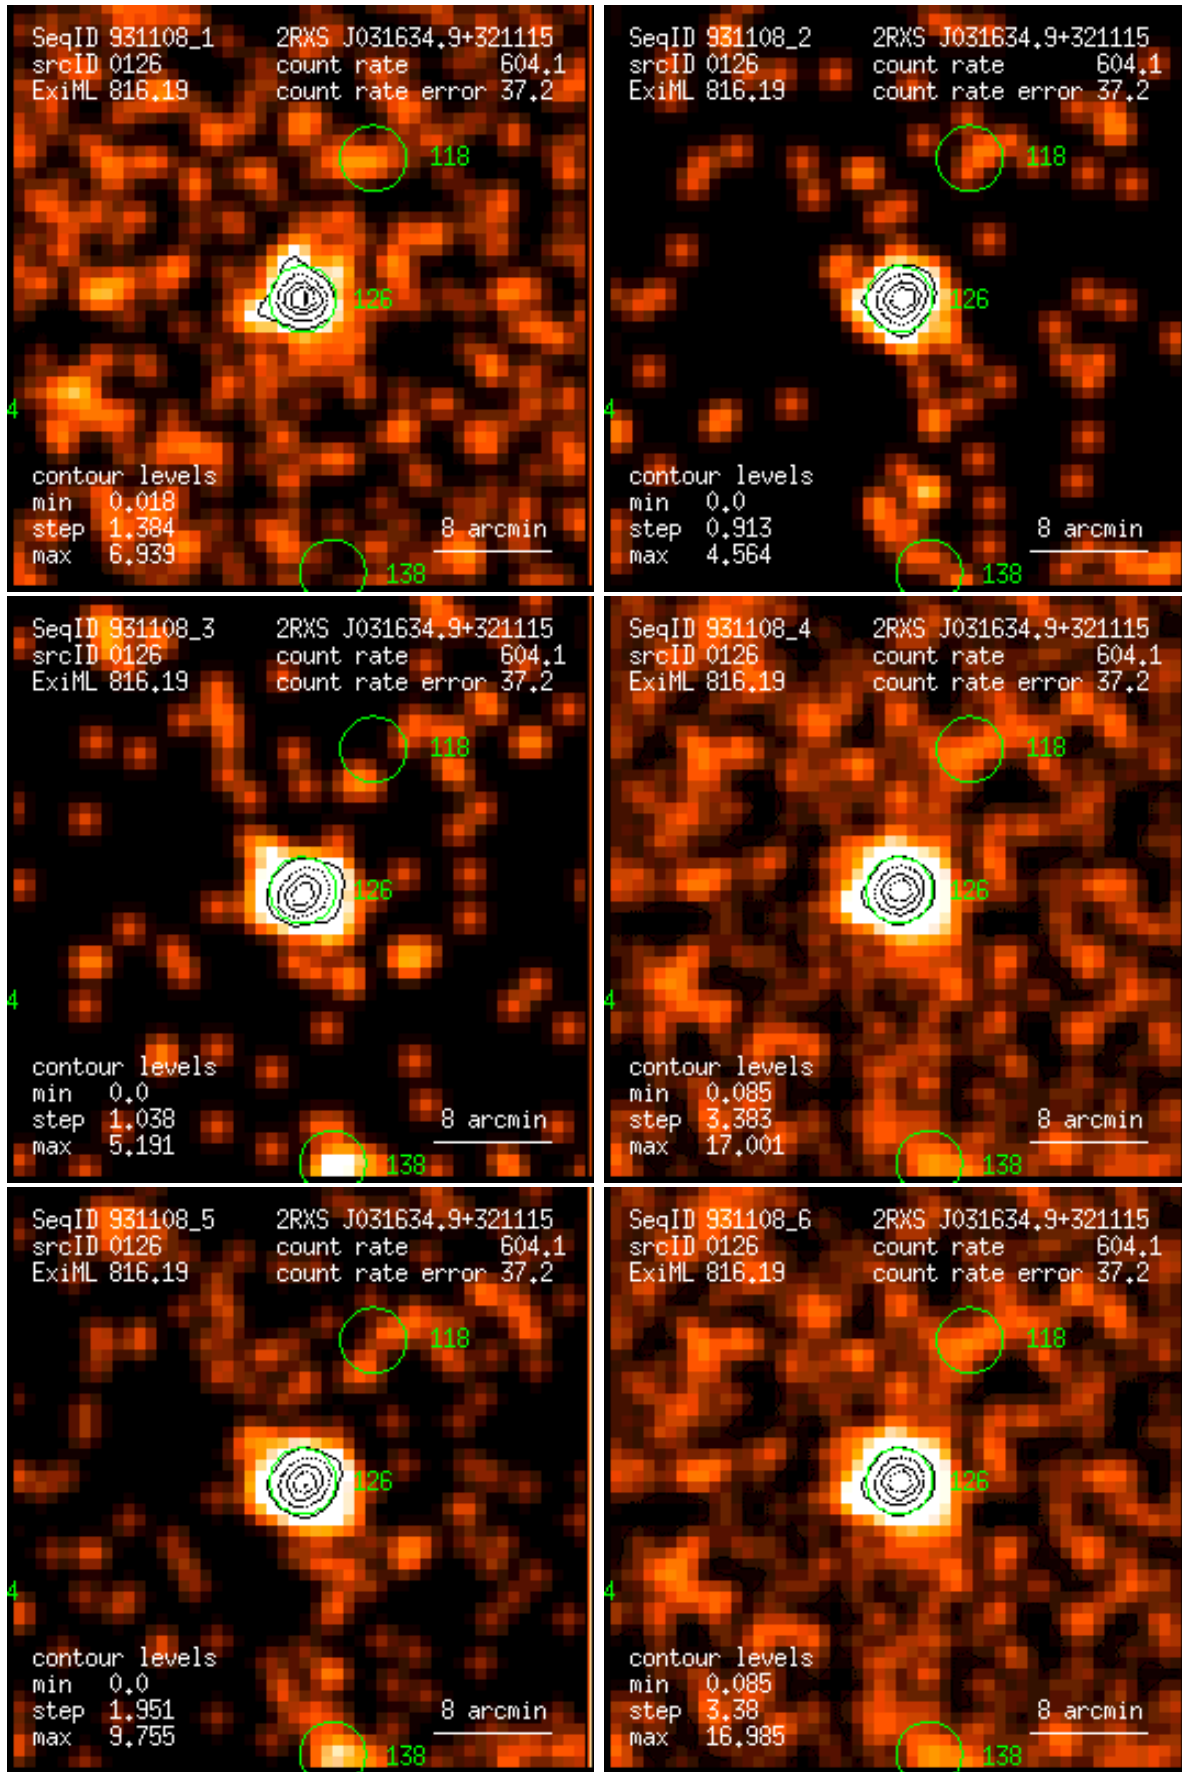 SeqID 931108_1 2RXS J031634.9+321115
srcID 0126 count rate 604.1
ExiML 816.19 count rate error 37.2
118
126
4
contour levels
min 0.018
step 1.384 8 arcmin
max 6.939
138
SeqID 931108_2 2RXS J031634.9+321115
srcID 0126 count rate 604.1
ExiML 816.19 count rate error 37.2
118
126
4
contour levels
min 0.0
step 0.913 8 arcmin
max 4.564
138
SeqID 931108_3 2RXS J031634.9+321115
srcID 0126 count rate 604.1
ExiML 816.19 count rate error 37.2
118
126
4
contour levels
min 0.0
step 1.038 8 arcmin
max 5.191
138
SeqID 931108_4 2RXS J031634.9+321115
srcID 0126 count rate 604.1
ExiML 816.19 count rate error 37.2
118
126
4
contour levels
min 0.085
step 3.383 8 arcmin
max 17.001
138
SeqID 931108_5 2RXS J031634.9+321115
srcID 0126 count rate 604.1
ExiML 816.19 count rate error 37.2
118
126
4
contour levels
min 0.0
step 1.951 8 arcmin
max 9.755
138
SeqID 931108_6 2RXS J031634.9+321115
srcID 0126 count rate 604.1
ExiML 816.19 count rate error 37.2
118
126
4
contour levels
min 0.085
step 3.38 8 arcmin
max 16.985
138